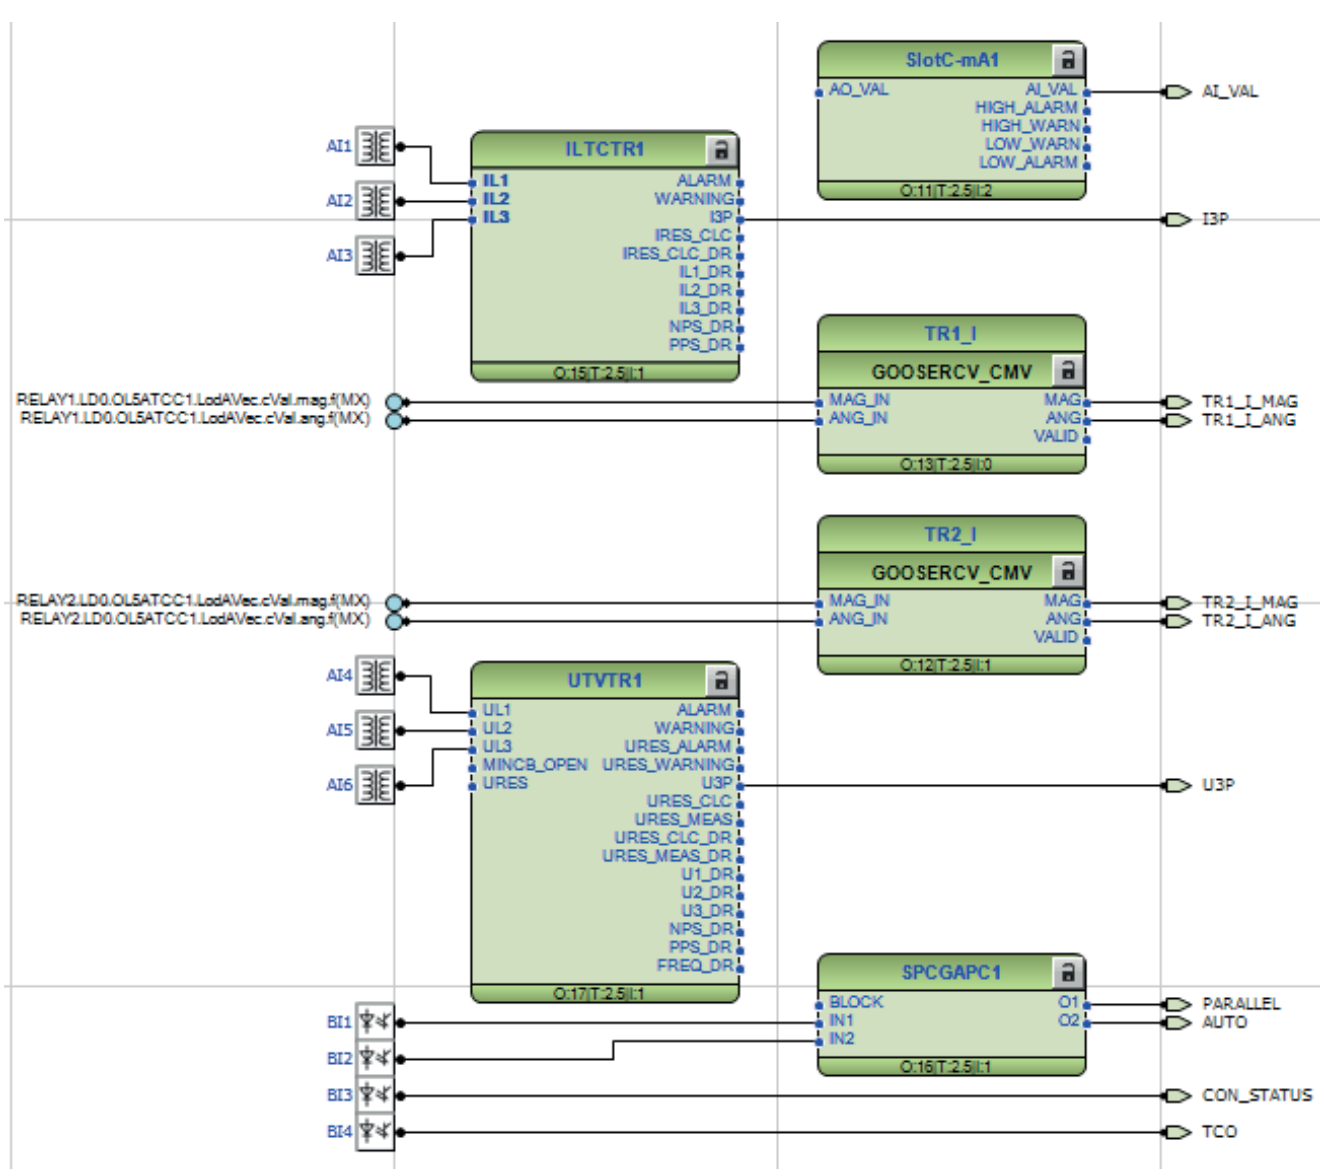 SlotC-mA1
AO_VAL AI_VAL AI_VAL
HIGH_ALARM
HIGH_WARN
LOW_WARN
LOW_ALARM
O:11|T:2.5|I:2
AI1
AI2
AI3
ILTCTR1
IL1 ALARM
IL2 WARNING
IL3 I3P I3P
IRES_CLC
IRES_CLC_DR
IL1_DR
IL2_DR
IL3_DR
NPS_DR
PPS_DR
O:15|T:2.5|I:1
TR1_I
GOOSERCV_CMV
RELAY1.LD0.OL5ATCC1.LodAVec.cVal.mag.f(MX) MAG_IN MAG TR1_I_MAG
RELAY1.LD0.OL5ATCC1.LodAVec.cVal.ang.f(MX) ANG_IN ANG TR1_I_ANG
VALID
O:13|T:2.5|I:0
TR2_I
GOOSERCV_CMV
RELAY2.LD0.OL5ATCC1.LodAVec.cVal.mag.f(MX) MAG_IN MAG TR2_I_MAG
RELAY2.LD0.OL5ATCC1.LodAVec.cVal.ang.f(MX) ANG_IN ANG TR2_I_ANG
VALID
O:12|T:2.5|I:1
AI4
AI5
AI6
UTVTR1
UL1 ALARM
UL2 WARNING
UL3 URES_ALARM
MINCB_OPEN URES_WARNING
URES U3P U3P
URES_CLC
URES_MEAS
URES_CLC_DR
URES_MEAS_DR
U1_DR
U2_DR
U3_DR
NPS_DR
PPS_DR
FREQ_DR
O:17|T:2.5|I:1
SPCGAPC1
BLOCK O1 PARALLEL
BI1 IN1 O2 AUTO
IN2
BI2
O:16|T:2.5|I:1
BI3 CON_STATUS
BI4 TCO